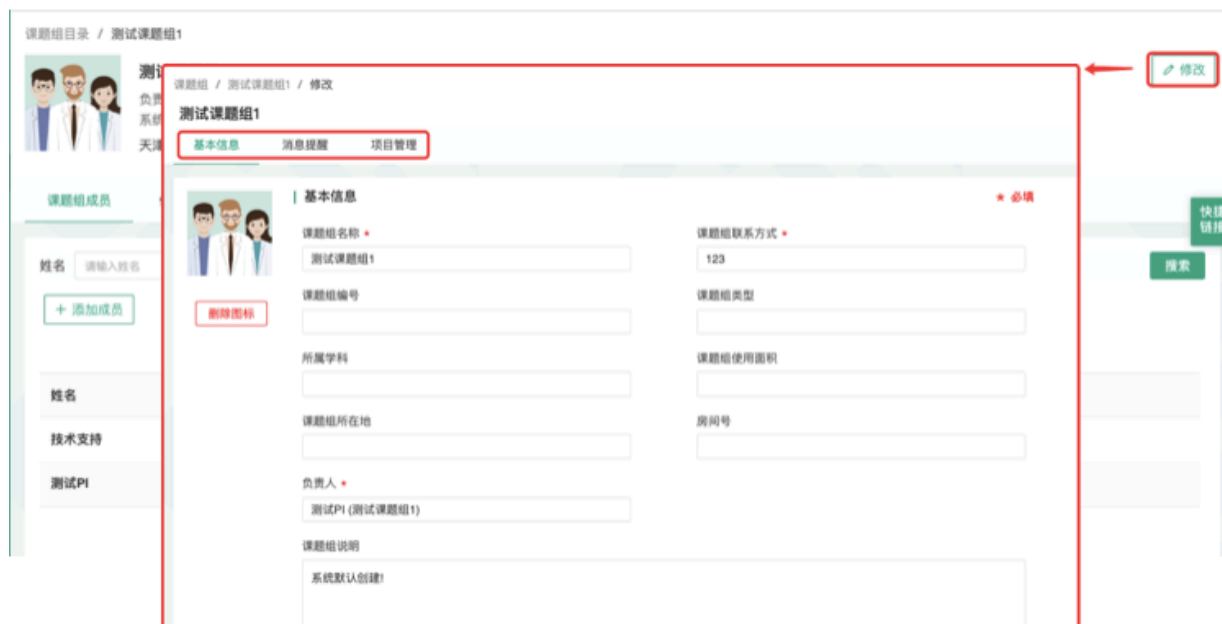 课题组目录 / 测试课题组1
修改
课题组 / 测试课题组1 / 修改
测试课题组1
基本信息 消息提醒 项目管理
课题组成员
快捷
链接
姓名 请输入姓名
搜索
+ 添加成员
姓名
技术支持
测试PI
基本信息
★ 必填
删除图标
课题组名称 * 课题组联系方式 *
测试课题组1 123
课题组编号 课题组类型
所属学科 课题组使用面积
课题组所在地 房间号
负责人 *
测试PI (测试课题组1)
课题组说明
系统默认创建!